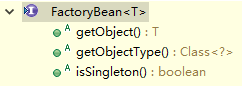 FactoryBean<T>
A getObject() : T
A getObjectType() : Class<?>
A isSingleton() : boolean